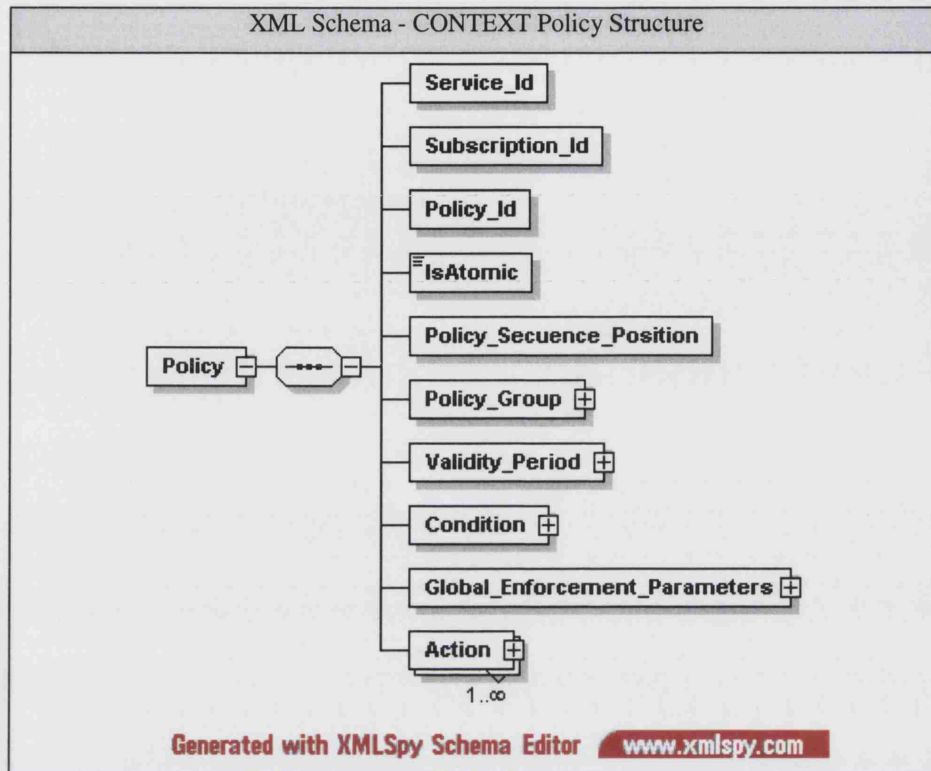 XML Schema - CONTEXT Policy Structure
Service_Id
Subscription_Id
Policy_Id
IsAtomic
Policy_Secuence_Position
Policy
Policy_Group
Validity_Period
Condition
Global_Enforcement_Parameters
Action
1..∞
Generated with XMLSpy Schema Editor www.xmlspy.com